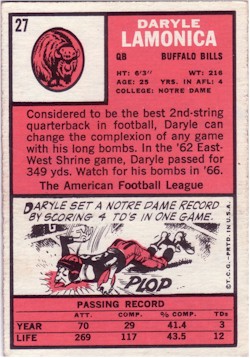 27
DARYLE
LAMONICA
QB BUFFALO BILLS
HT: 6'3" WT: 216
AGE: 25 YRS. IN AFL: 4
COLLEGE: NOTRE DAME
Considered to be the best 2nd-string
quarterback in football, Daryle can
change the complexion of any game
with his long bombs. In the '62 East-
West Shrine game, Daryle passed for
349 yds. Watch for his bombs in '66.
The American Football League
DARYLE SET A NOTRE DAME RECORD
BY SCORING 4 TD'S IN ONE GAME.
PLOP
© T.C.G. PRTD. IN U.S.A.
PASSING RECORD
ATT. COMP. % COMP. TDs
YEAR 70 29 41.4 3
LIFE 269 117 43.5 12